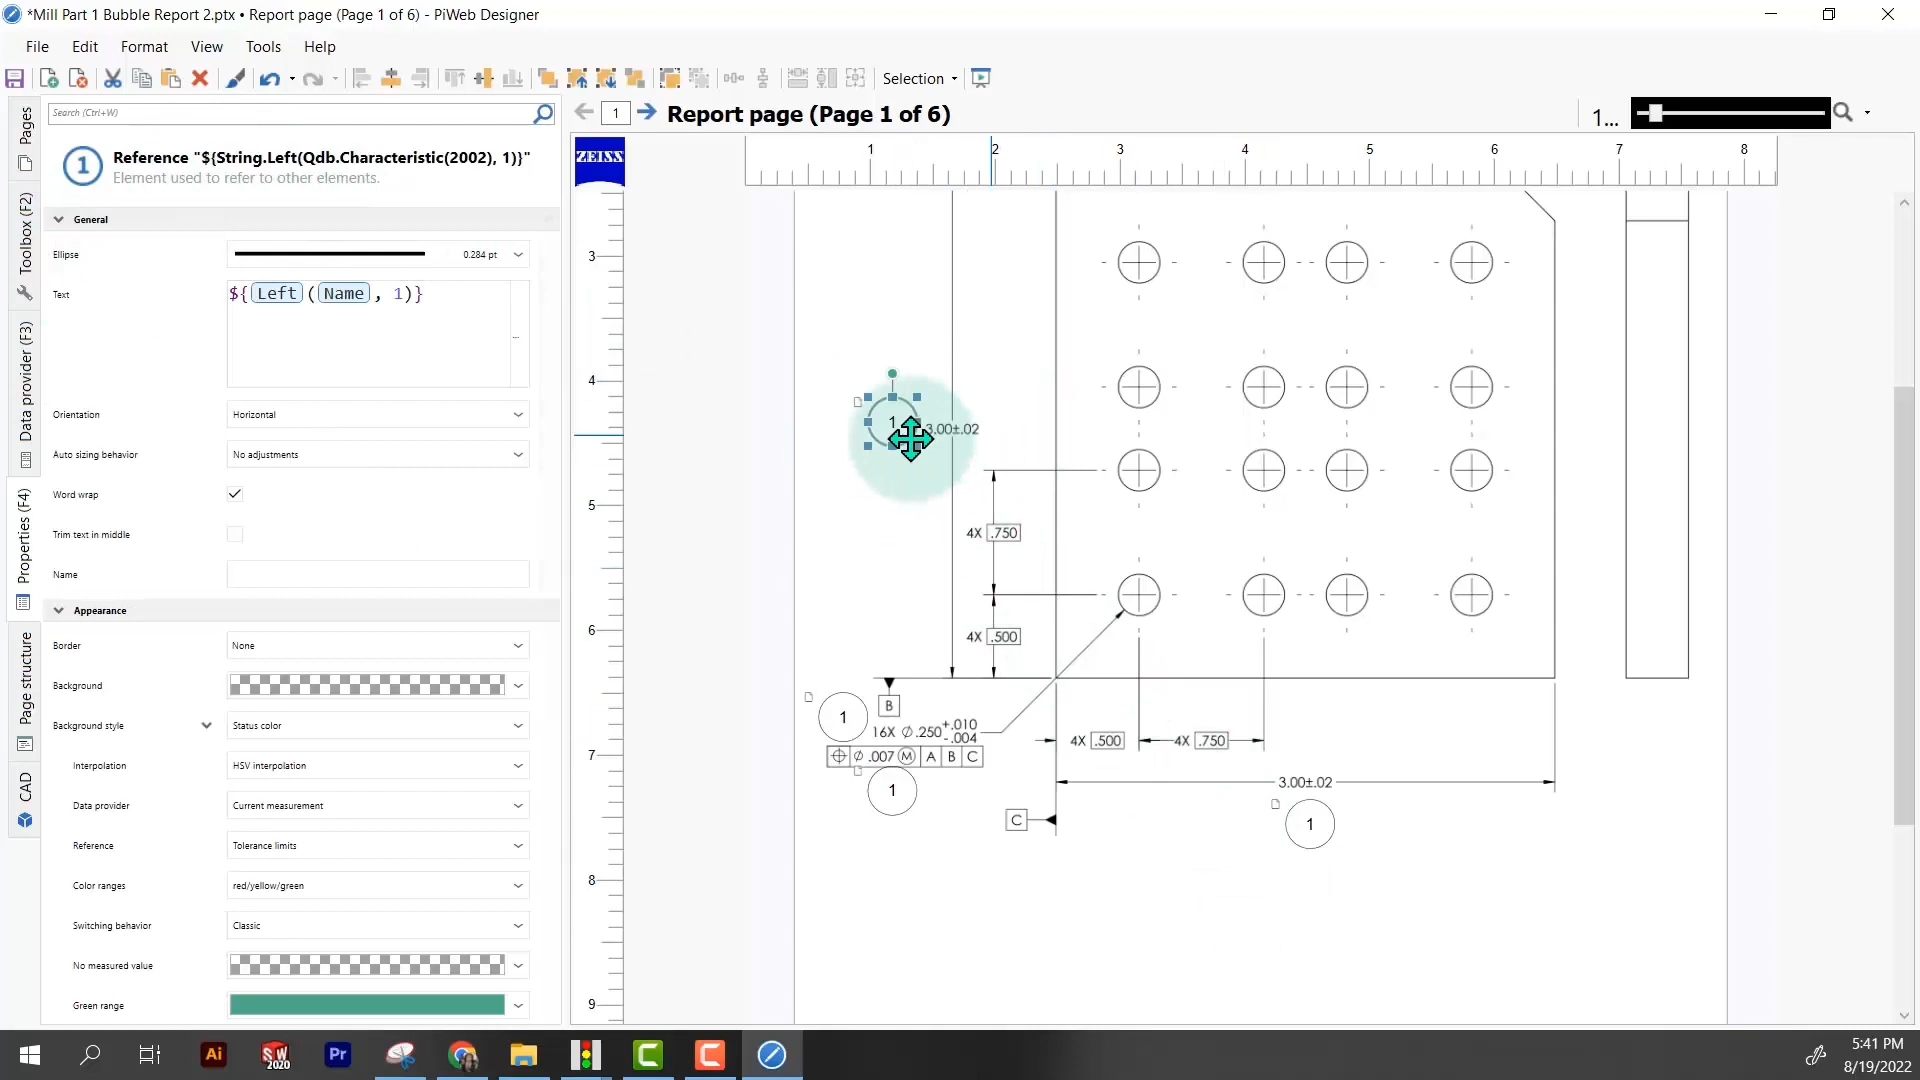 *Mill Part 1 Bubble Report 2.ptx • Report page (Page 1 of 6) - PiWeb Designer
File Edit Format View Tools Help
Selection
Search (Ctrl+W)
1
Report page (Page 1 of 6)
1...
Pages
Toolbox (F2)
Data provider (F3)
Properties (F4)
Page structure
CAD
1
Reference "${String.Left(Qdb.Characteristic(2002), 1)}"
Element used to refer to other elements.
General
Ellipse 0.284 pt
Text ${Left(Name, 1)}
...
Orientation Horizontal
Auto sizing behavior No adjustments
Word wrap
Trim text in middle
Name
Appearance
Border None
Background
Background style Status color
Interpolation HSV interpolation
Data provider Current measurement
Reference Tolerance limits
Color ranges red/yellow/green
Switching behavior Classic
No measured value
Green range
ZEISS
1 2 3 4 5 6 7 8
3
4
5
6
7
8
9
1
3.00±.02
4X .750
4X .500
B
1
16X ∅.250 +.010 -.004
⌖ ∅ .007 Ⓜ A B C
1
4X .500 4X .750
3.00±.02
C
1
Ai
SW
2020
Pr
5:41 PM
8/19/2022